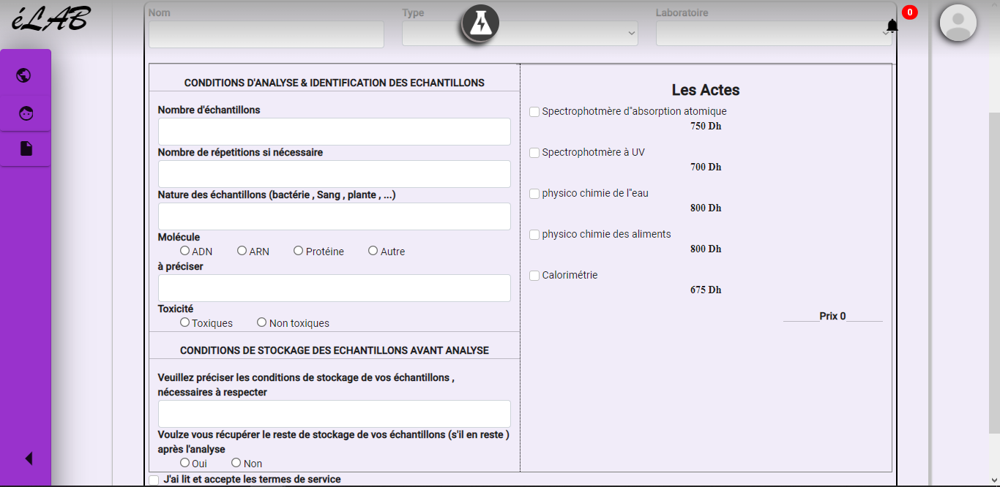 éLAB
Nom
Type
Laboratoire
0
CONDITIONS D'ANALYSE & IDENTIFICATION DES ECHANTILLONS
Nombre d'échantillons
Nombre de répetitions si nécessaire
Nature des échantillons (bactérie , Sang , plante , ...)
Molécule
ADN ARN Protéine Autre
à préciser
Toxicité
Toxiques Non toxiques
CONDITIONS DE STOCKAGE DES ECHANTILLONS AVANT ANALYSE
Veuillez préciser les conditions de stockage de vos échantillons ,
nécessaires à respecter
Voulze vous récupérer le reste de stockage de vos échantillons (s'il en reste )
après l'analyse
Oui Non
Les Actes
Spectrophotmère d''absorption atomique
750 Dh
Spectrophotmère à UV
700 Dh
physico chimie de l''eau
800 Dh
physico chimie des aliments
800 Dh
Calorimétrie
675 Dh
Prix 0
J'ai lit et accepte les termes de service